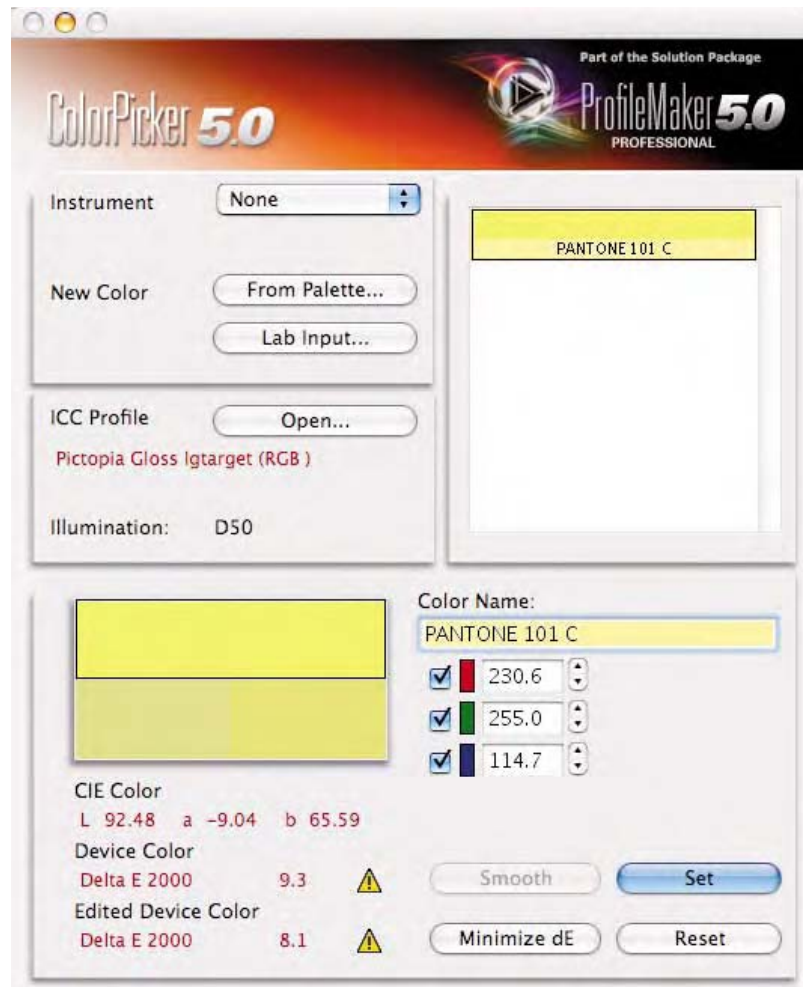 Part of the Solution Package
ColorPicker 5.0
ProfileMaker 5.0
PROFESSIONAL
Instrument
None
New Color
From Palette...
Lab Input...
PANTONE 101 C
ICC Profile
Open...
Pictopia Gloss Igtarget (RGB )
Illumination: D50
Color Name:
PANTONE 101 C
230.6
255.0
114.7
CIE Color
L 92.48 a -9.04 b 65.59
Device Color
Delta E 2000 9.3
Edited Device Color
Delta E 2000 8.1
Smooth
Set
Minimize dE
Reset